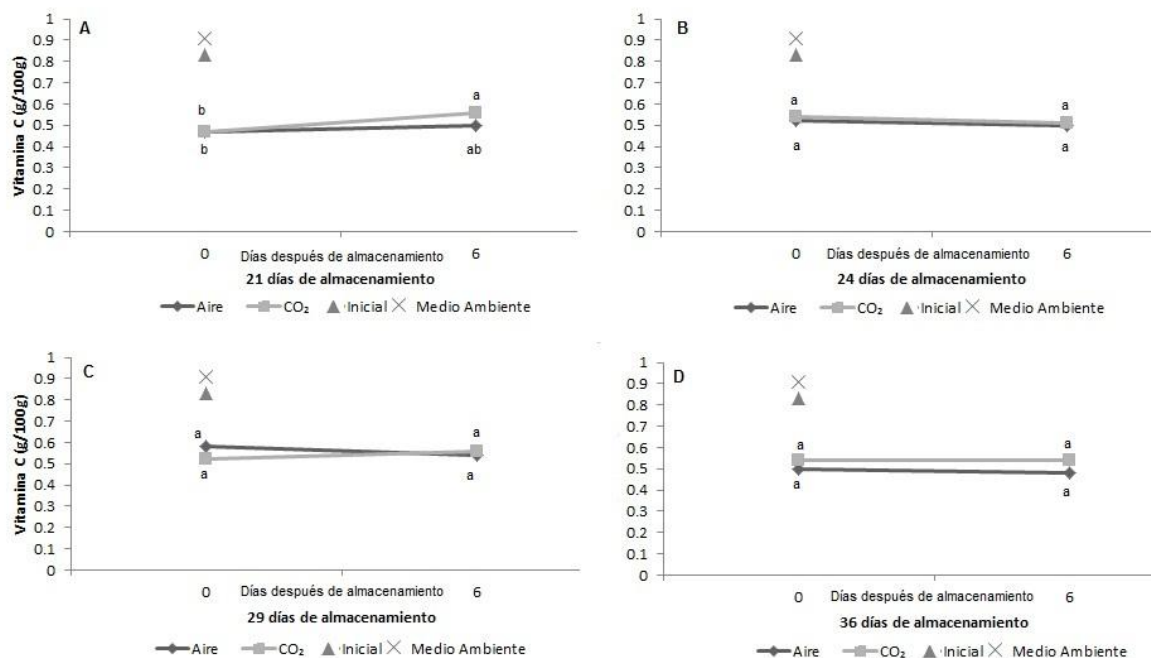 A
Vitamina C (g/100g)
1
0.9
0.8
0.7
0.6
0.5
0.4
0.3
0.2
0.1
0
b
b
a
ab
0 Días después de almacenamiento 6
21 días de almacenamiento
Aire CO₂ Inicial Medio Ambiente
B
1
0.9
0.8
0.7
0.6
0.5
0.4
0.3
0.2
0.1
0
a
a
a
a
0 Días después de almacenamiento 6
24 días de almacenamiento
Aire CO₂ Inicial Medio Ambiente
C
Vitamina C (g/100g)
1
0.9
0.8
0.7
0.6
0.5
0.4
0.3
0.2
0.1
0
a
a
a
a
0 Días después de almacenamiento 6
29 días de almacenamiento
Aire CO₂ Inicial Medio Ambiente
D
1
0.9
0.8
0.7
0.6
0.5
0.4
0.3
0.2
0.1
0
a
a
a
a
0 Días después de almacenamiento 6
36 días de almacenamiento
Aire CO₂ Inicial Medio Ambiente